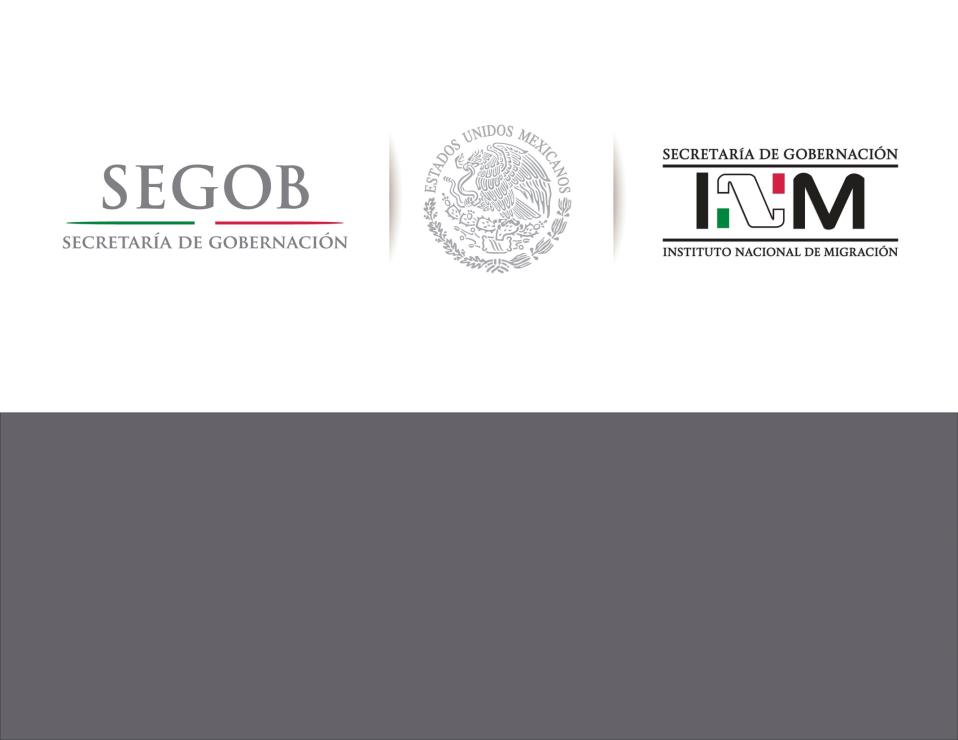 SEGOB
SECRETARÍA DE GOBERNACIÓN
ESTADOS UNIDOS MEXICANOS
SECRETARÍA DE GOBERNACIÓN
INM
INSTITUTO NACIONAL DE MIGRACIÓN